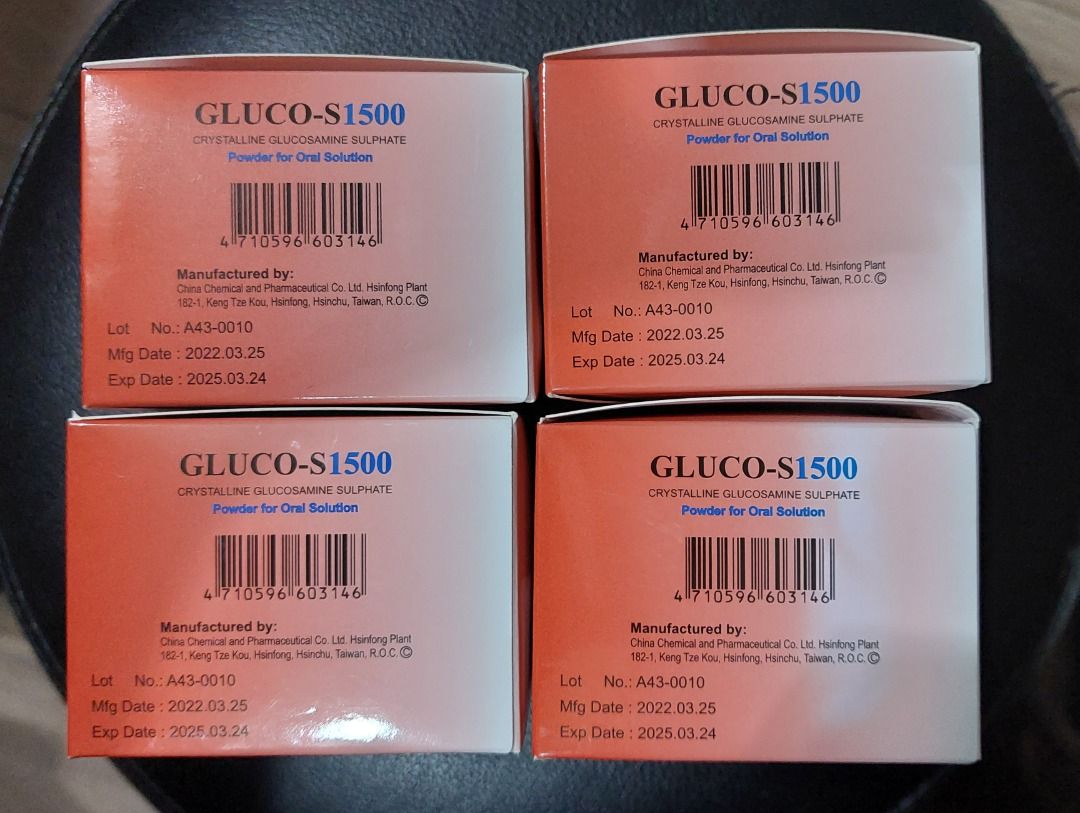 GLUCO-S1500
CRYSTALLINE GLUCOSAMINE SULPHATE
Powder for Oral Solution
4 710596 603146
Manufactured by:
China Chemical and Pharmaceutical Co. Ltd. Hsinfong Plant
182-1, Keng Tze Kou, Hsinfong, Hsinchu, Taiwan, R.O.C.Ⓒ
Lot No.: A43-0010
Mfg Date : 2022.03.25
Exp Date : 2025.03.24
GLUCO-S1500
CRYSTALLINE GLUCOSAMINE SULPHATE
Powder for Oral Solution
4 710596 603146
Manufactured by:
China Chemical and Pharmaceutical Co. Ltd. Hsinfong Plant
182-1, Keng Tze Kou, Hsinfong, Hsinchu, Taiwan, R.O.C.Ⓒ
Lot No.: A43-0010
Mfg Date : 2022.03.25
Exp Date : 2025.03.24
GLUCO-S1500
CRYSTALLINE GLUCOSAMINE SULPHATE
Powder for Oral Solution
4 710596 603146
Manufactured by:
China Chemical and Pharmaceutical Co. Ltd. Hsinfong Plant
182-1, Keng Tze Kou, Hsinfong, Hsinchu, Taiwan, R.O.C.Ⓒ
Lot No.: A43-0010
Mfg Date : 2022.03.25
Exp Date : 2025.03.24
GLUCO-S1500
CRYSTALLINE GLUCOSAMINE SULPHATE
Powder for Oral Solution
4 710596 603146
Manufactured by:
China Chemical and Pharmaceutical Co. Ltd. Hsinfong Plant
182-1, Keng Tze Kou, Hsinfong, Hsinchu, Taiwan, R.O.C.Ⓒ
Lot No.: A43-0010
Mfg Date : 2022.03.25
Exp Date : 2025.03.24